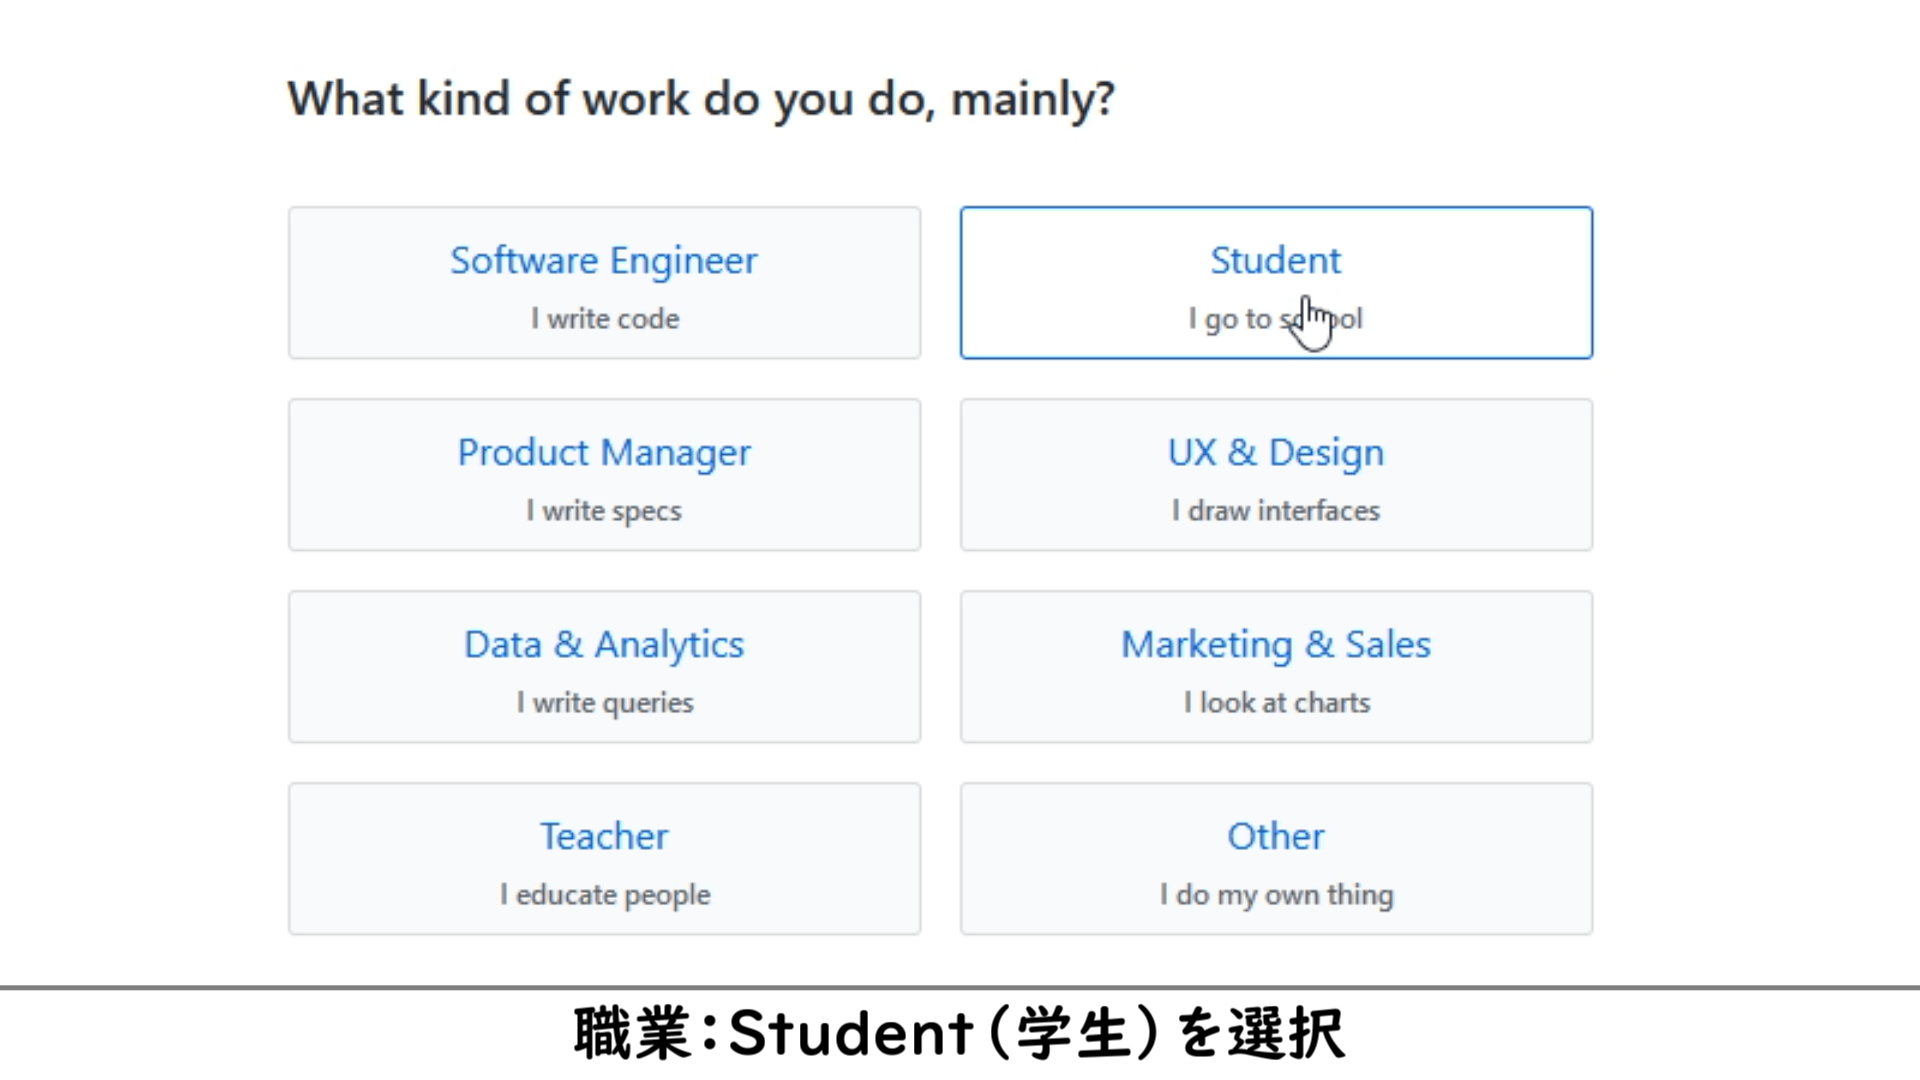 What kind of work do you do, mainly?
Software Engineer
I write code
Student
I go to school
Product Manager
I write specs
UX & Design
I draw interfaces
Data & Analytics
I write queries
Marketing & Sales
I look at charts
Teacher
I educate people
Other
I do my own thing
職業：Student（学生）を選択